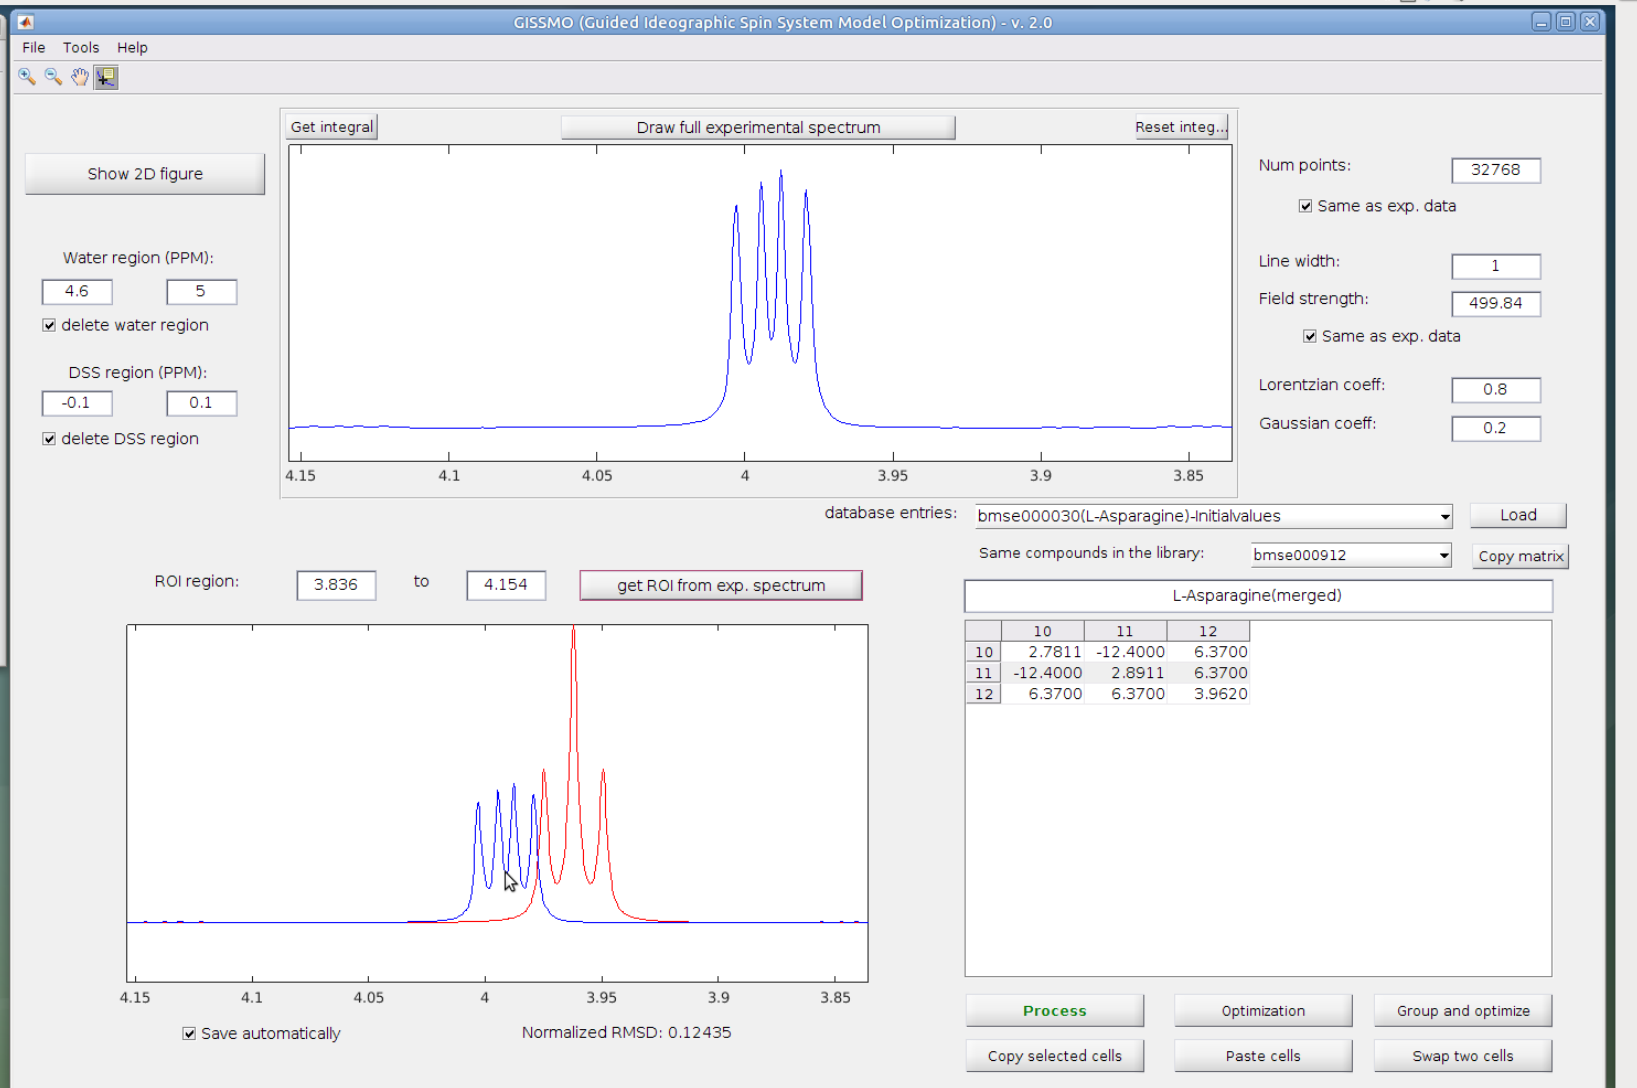 GISSMO (Guided Ideographic Spin System Model Optimization) - v. 2.0
File Tools Help
Get integral Draw full experimental spectrum Reset integ...
Show 2D figure
Num points: 32768
Same as exp. data
Water region (PPM):
4.6 5
delete water region
Line width: 1
Field strength: 499.84
Same as exp. data
DSS region (PPM):
-0.1 0.1
delete DSS region
Lorentzian coeff: 0.8
Gaussian coeff: 0.2
4.15 4.1 4.05 4 3.95 3.9 3.85
database entries: bmse000030(L-Asparagine)-Initialvalues Load
Same compounds in the library: bmse000912 Copy matrix
ROI region: 3.836 to 4.154 get ROI from exp. spectrum
L-Asparagine(merged)
10 11 12
10 2.7811 -12.4000 6.3700
11 -12.4000 2.8911 6.3700
12 6.3700 6.3700 3.9620
4.15 4.1 4.05 4 3.95 3.9 3.85
Save automatically Normalized RMSD: 0.12435
Process Optimization Group and optimize
Copy selected cells Paste cells Swap two cells